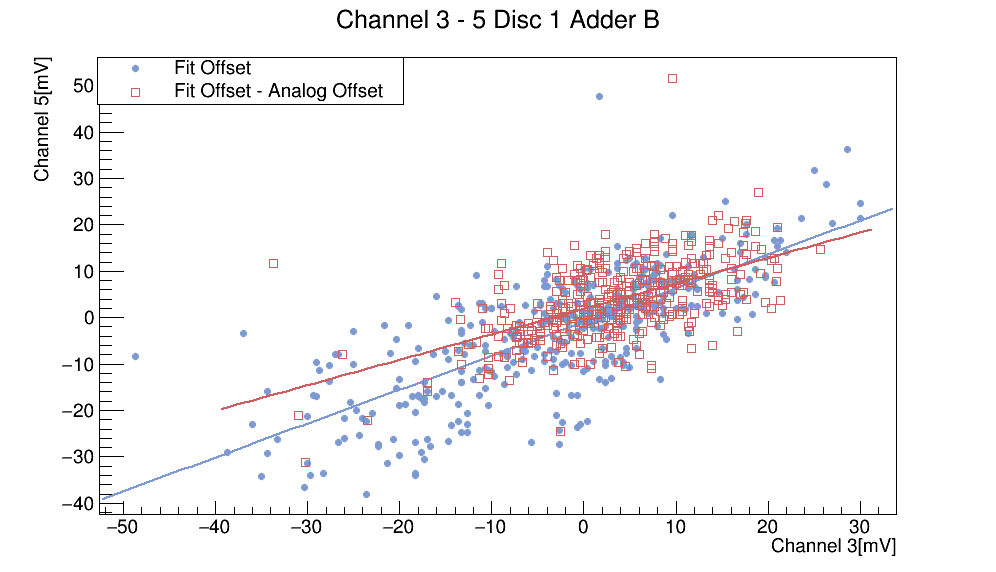 Channel 3 - 5 Disc 1 Adder B
Channel 5[mV]
Fit Offset
Fit Offset - Analog Offset
50
40
30
20
10
0
−10
−20
−30
−40
−50 −40 −30 −20 −10 0 10 20 30
Channel 3[mV]